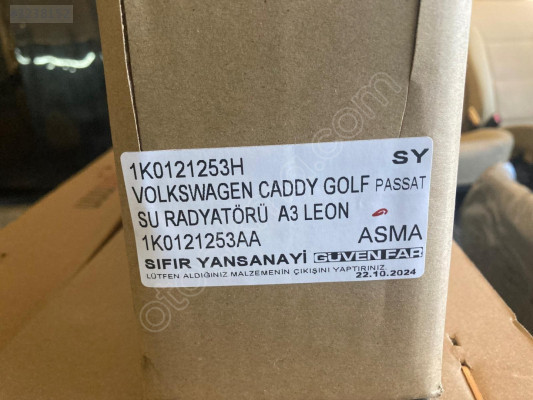 1K0121253H SY
VOLKSWAGEN CADDY GOLF PASSAT
SU RADYATÖRÜ A3 LEON
1K0121253AA ASMA
SIFIR YANSANAYİ GÜVEN FAR
LÜTFEN ALDIĞINIZ MALZEMENİN ÇIKIŞINI YAPTIRINIZ.
22.10.2024